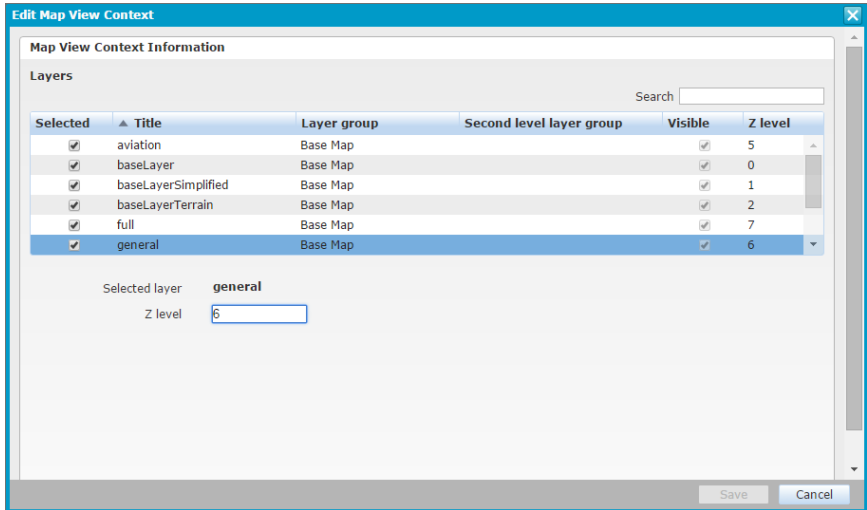 Edit Map View Context
Map View Context Information
Layers
Search
Selected Title Layer group Second level layer group Visible Z level
aviation Base Map 5
baseLayer Base Map 0
baseLayerSimplified Base Map 1
baseLayerTerrain Base Map 2
full Base Map 7
general Base Map 6
Selected layer general
Z level 6
Save Cancel